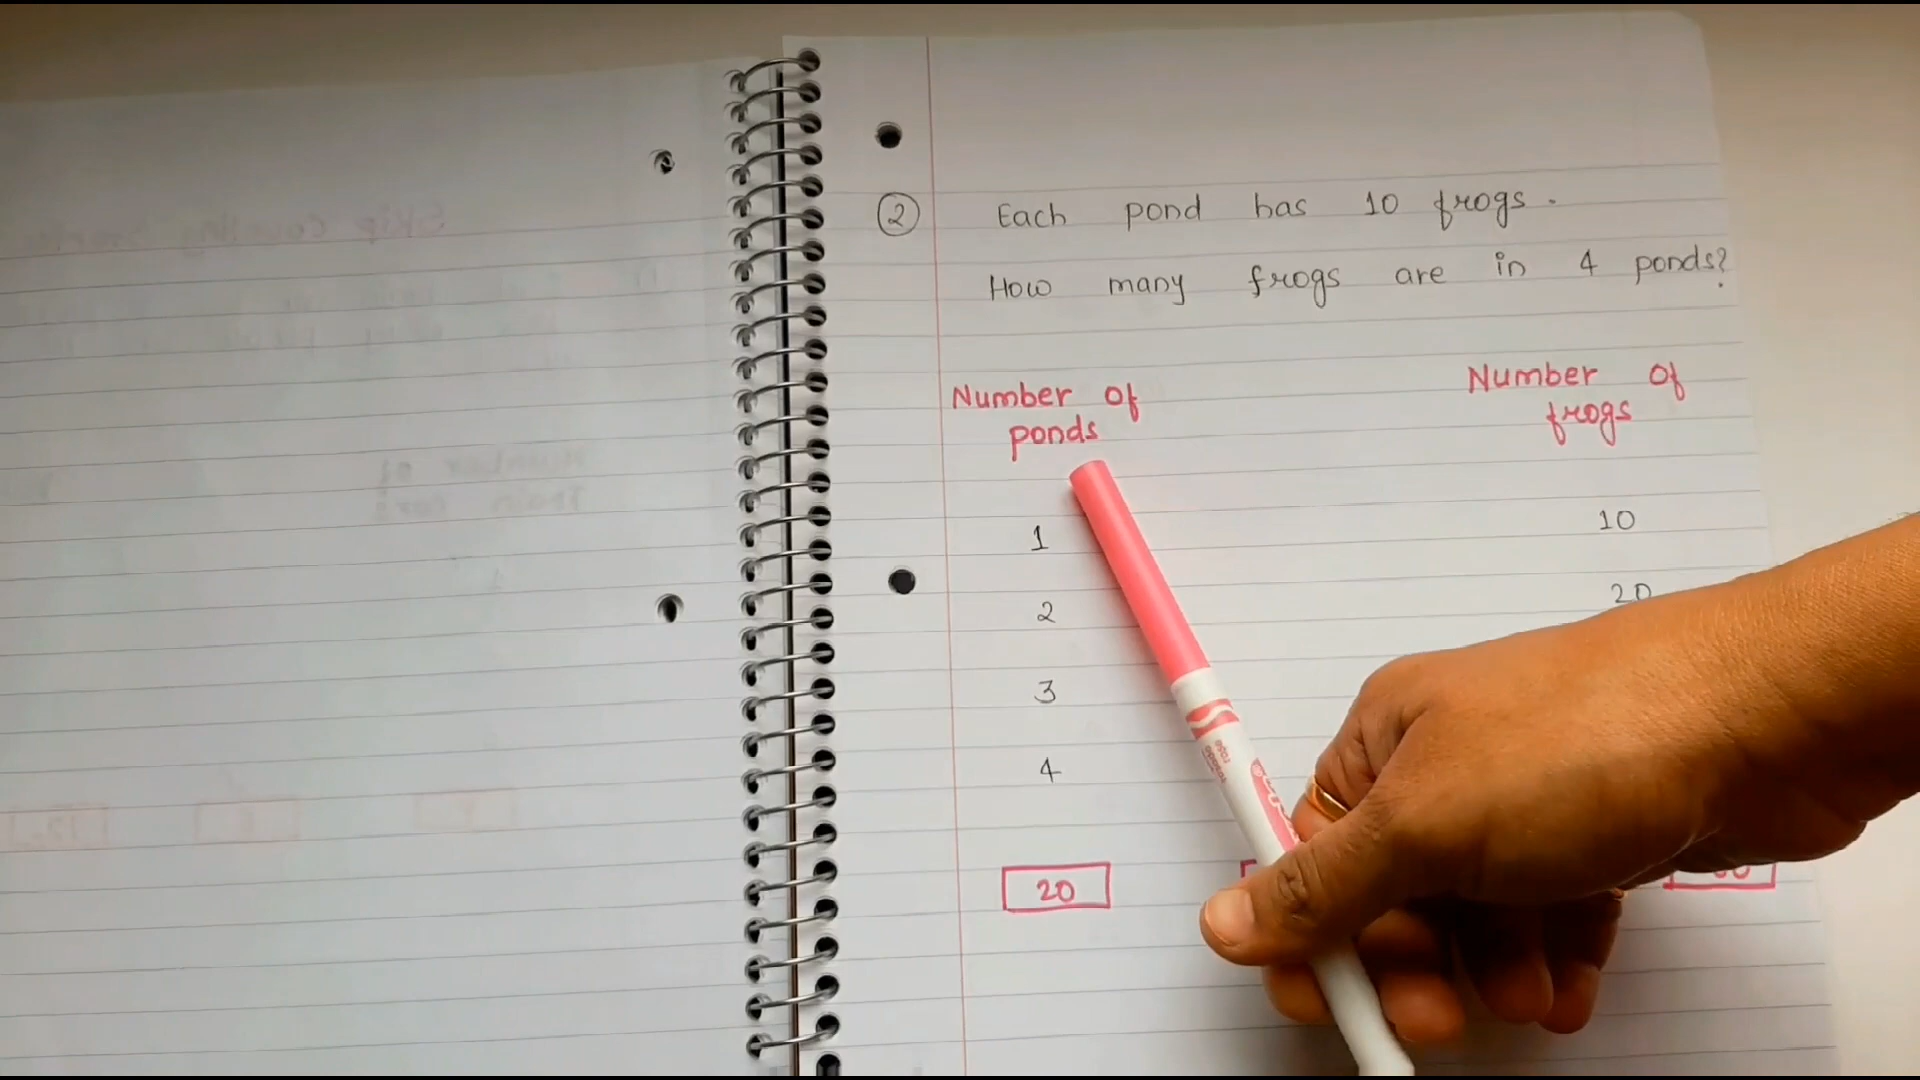 2 Each pond has 10 frogs.
How many frogs are in 4 ponds?
Number of ponds
Number of frogs
1 10
2 20
3
4
20